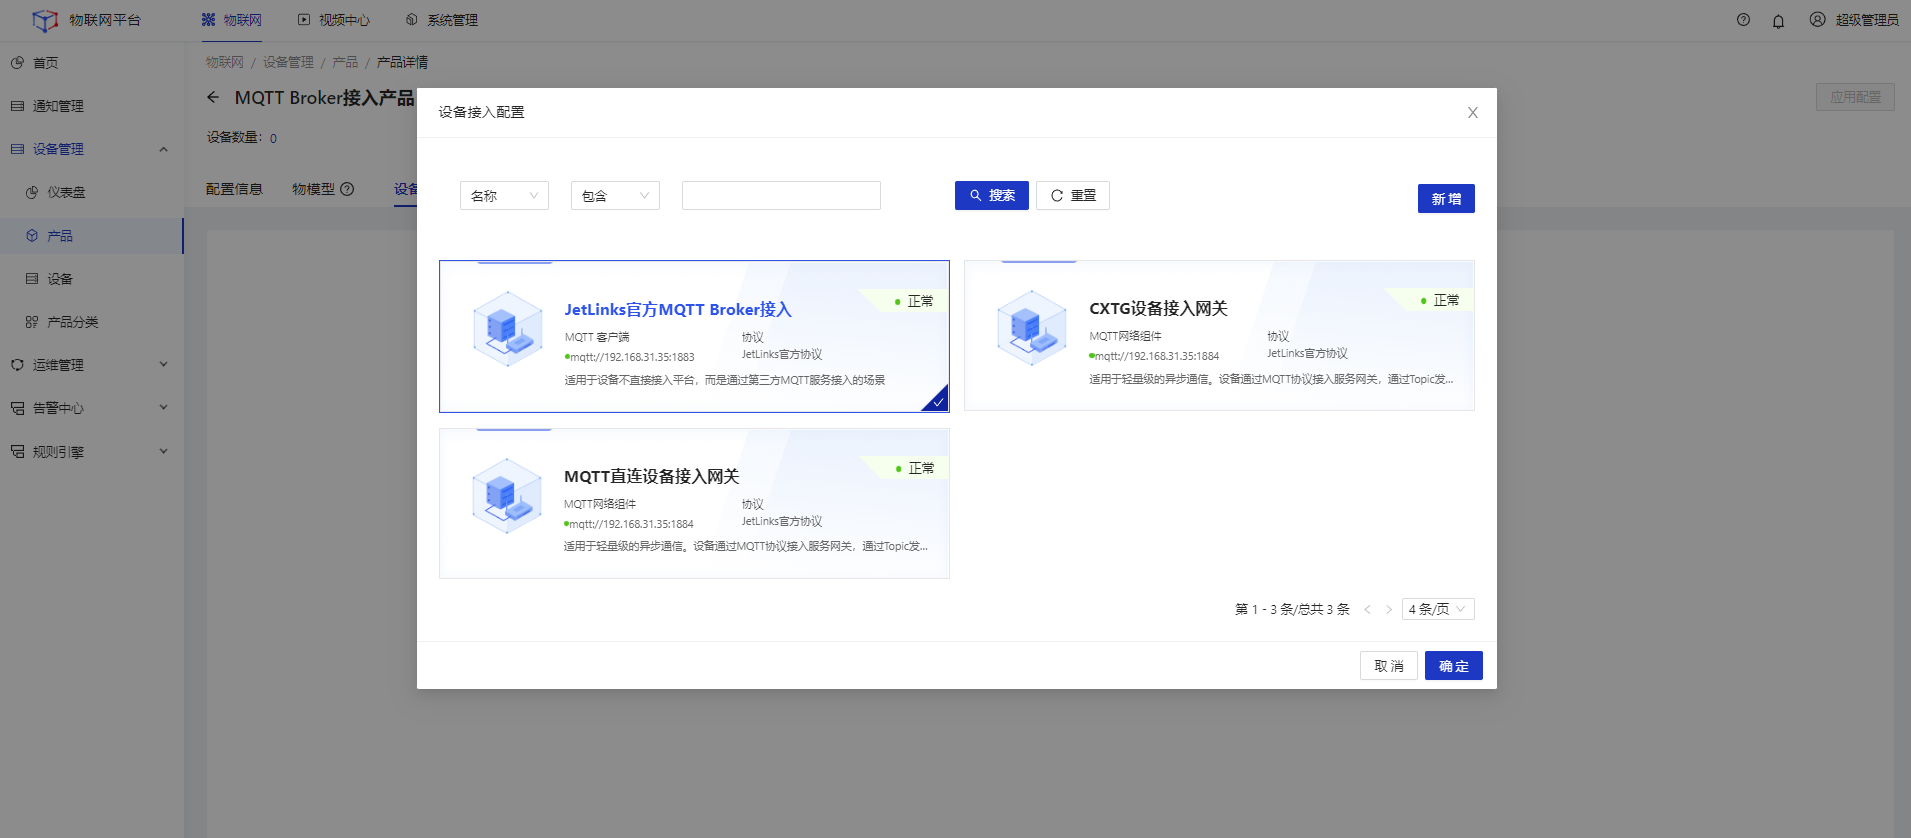 物联网平台
物联网
视频中心
系统管理
超级管理员
首页
通知管理
设备管理
仪表盘
产品
设备
产品分类
运维管理
告警中心
规则引擎
物联网 / 设备管理 / 产品 / 产品详情
MQTT Broker接入产品
应用配置
设备数量: 0
配置信息
物模型
设备
设备接入配置
名称
包含
搜索
重置
新增
JetLinks官方MQTT Broker接入
正常
MQTT 客户端
协议
mqtt://192.168.31.35:1883
JetLinks官方协议
适用于设备不直接接入平台，而是通过第三方MQTT服务接入的场景
CXTG设备接入网关
正常
MQTT网络组件
协议
mqtt://192.168.31.35:1884
JetLinks官方协议
适用于轻量级的异步通信。设备通过MQTT协议接入服务网关，通过Topic发...
MQTT直连设备接入网关
正常
MQTT网络组件
协议
mqtt://192.168.31.35:1884
JetLinks官方协议
适用于轻量级的异步通信。设备通过MQTT协议接入服务网关，通过Topic发...
第 1 - 3 条/总共 3 条
4 条/页
取消
确定